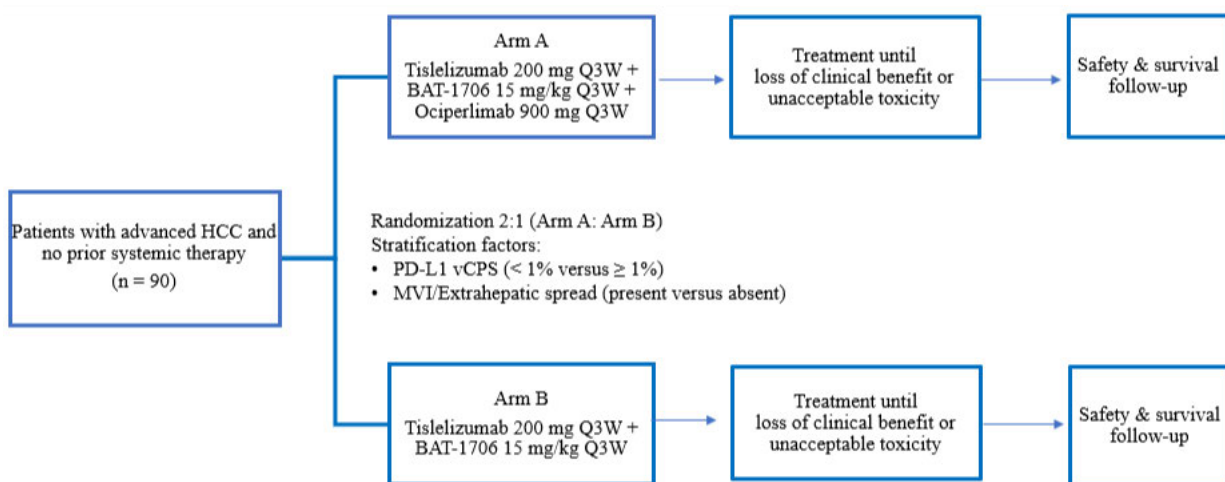 Arm A
Tislelizumab 200 mg Q3W +
BAT-1706 15 mg/kg Q3W +
Ociperlimab 900 mg Q3W
Treatment until
loss of clinical benefit or
unacceptable toxicity
Safety & survival
follow-up
Patients with advanced HCC and
no prior systemic therapy
(n = 90)
Randomization 2:1 (Arm A: Arm B)
Stratification factors:
• PD-L1 vCPS (< 1% versus ≥ 1%)
• MVI/Extrahepatic spread (present versus absent)
Arm B
Tislelizumab 200 mg Q3W +
BAT-1706 15 mg/kg Q3W
Treatment until
loss of clinical benefit or
unacceptable toxicity
Safety & survival
follow-up